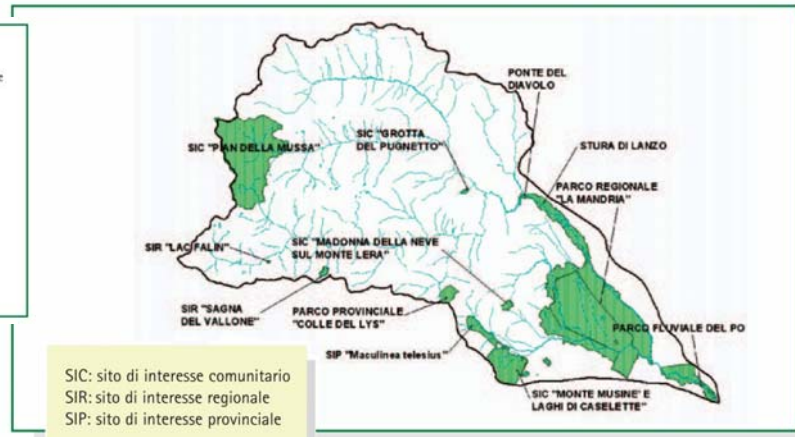 PONTE DEL
DIAVOLO
SIC "GROTTA
DEL PUGNETTO"
SIC "PIAN DELLA MUSSA"
STURA DI LANZO
PARCO REGIONALE
"LA MANDRIA"
SIR "LAC FALIN"
SIC "MADONNA DELLA NEVE
SUL MONTE LERA"
SIR "SAGNA
DEL VALLONE"
PARCO PROVINCIALE
"COLLE DEL LYS"
PARCO FLUVIALE DEL PO
SIP "Maculinea telesius"
SIC "MONTE MUSINE' E
LAGHI DI CASELETTE"
SIC: sito di interesse comunitario
SIR: sito di interesse regionale
SIP: sito di interesse provinciale